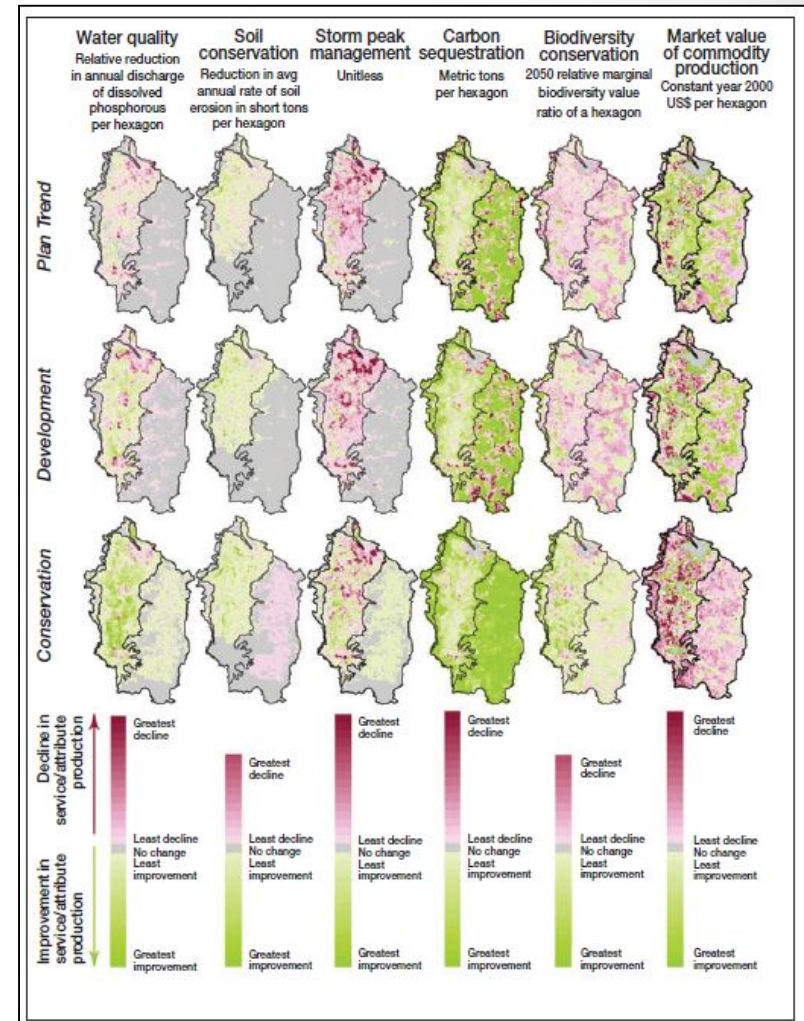 Water quality
Relative reduction
in annual discharge
of dissolved
phosphorous
per hexagon
Soil
conservation
Reduction in avg
annual rate of soil
erosion in short tons
per hexagon
Storm peak
management
Unitless
Carbon
sequestration
Metric tons
per hexagon
Biodiversity
conservation
2050 relative marginal
biodiversity value
ratio of a hexagon
Market value
of commodity
production
Constant year 2000
US$ per hexagon
Plan Trend
Development
Conservation
Decline in
service/attribute
production
Improvement in
service/attribute
production
Greatest
decline
Least decline
No change
Least
improvement
Greatest
improvement
Greatest
decline
Least decline
No change
Least
improvement
Greatest
improvement
Greatest
decline
Least decline
No change
Least
improvement
Greatest
improvement
Greatest
decline
Least decline
No change
Least
improvement
Greatest
improvement
Greatest
decline
Least decline
No change
Least
improvement
Greatest
improvement
Greatest
decline
Least decline
No change
Least
improvement
Greatest
improvement